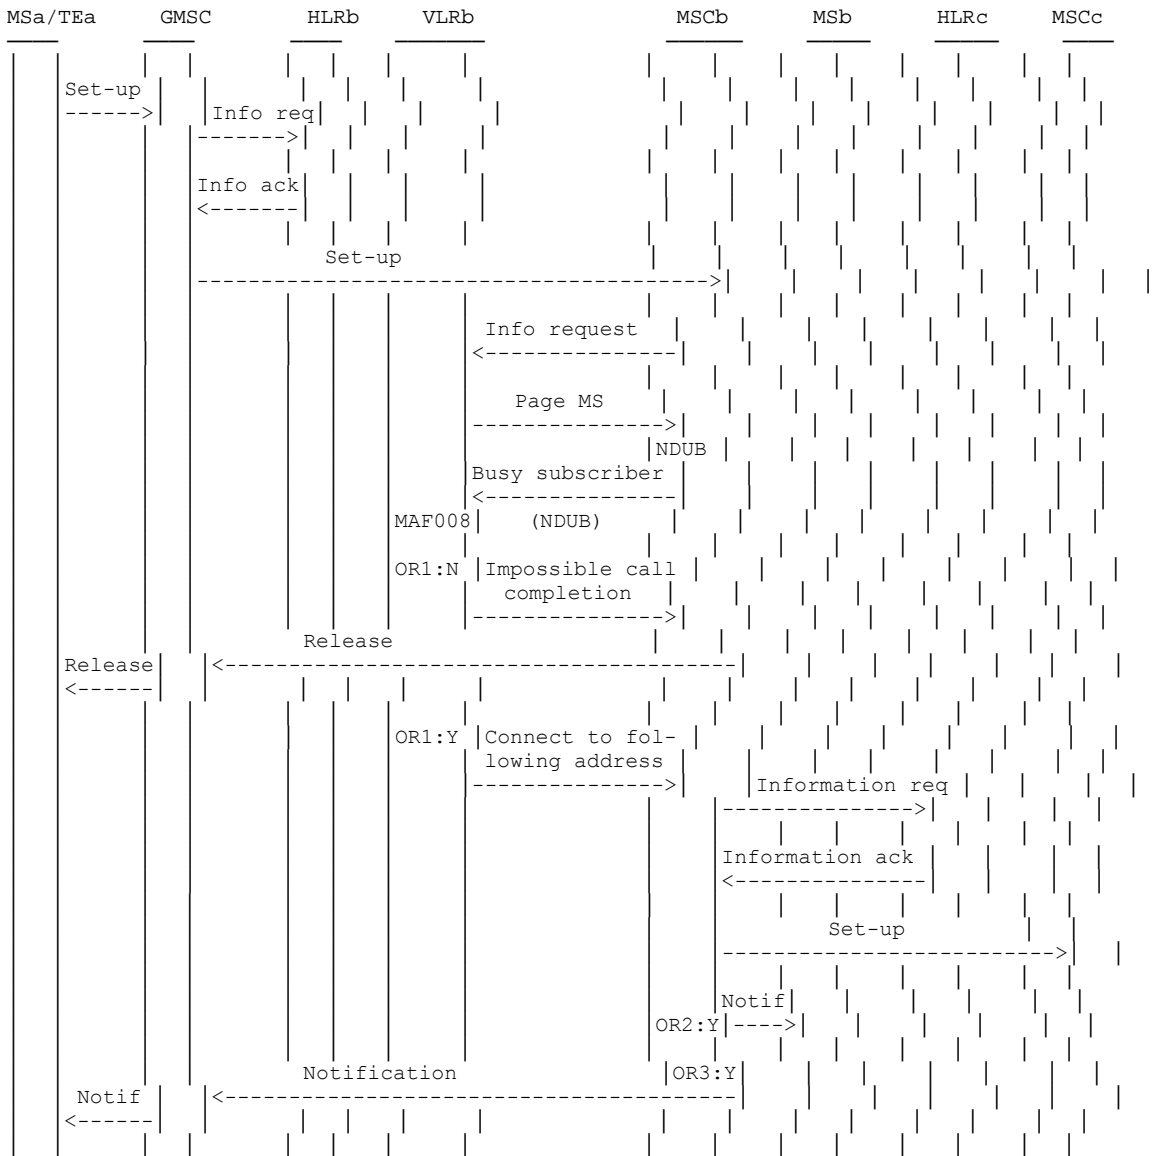 MSa/TEa GMSC HLRb VLRb MSCb MSb HLRc MSCc
Set-up
Info req
Info ack
Set-up
Info request
Page MS
NDUB
Busy subscriber
MAF008 (NDUB)
OR1:N Impossible call
completion
Release
Release
OR1:Y Connect to fol-
lowing address
Information req
Information ack
Set-up
Notif
OR2:Y
Notification OR3:Y
Notif